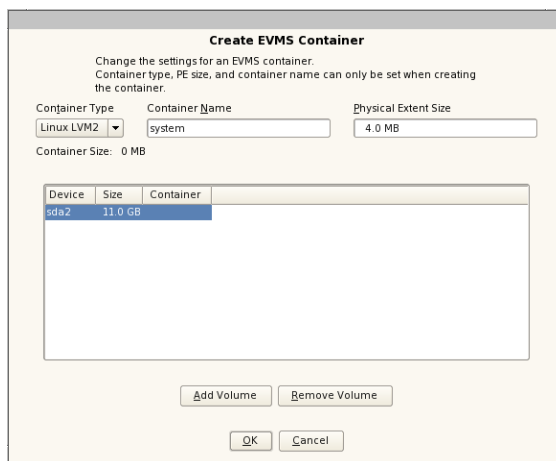 Create EVMS Container
Change the settings for an EVMS container.
Container type, PE size, and container name can only be set when creating
the container.
Container Type Container Name Physical Extent Size
Linux LVM2 system 4.0 MB
Container Size: 0 MB
Device Size Container
sda2 11.0 GB
Add Volume Remove Volume
OK Cancel